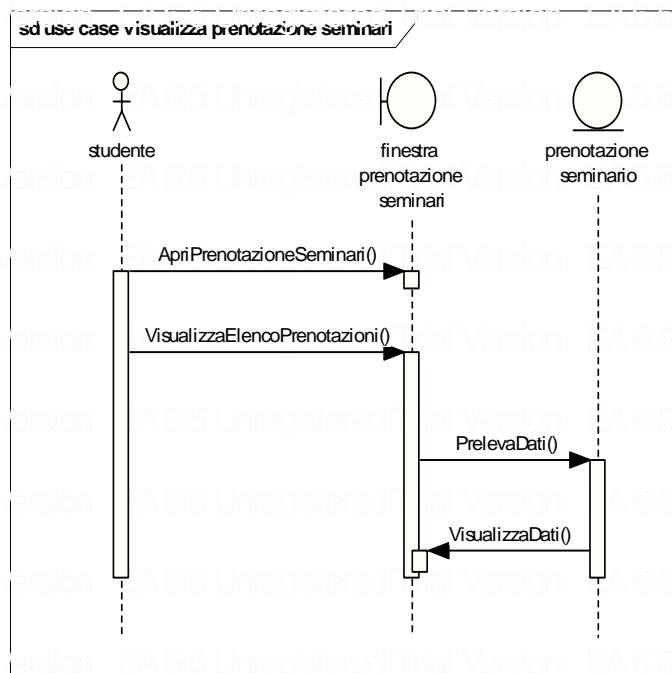 sd use case visualizza prenotazione seminari
studente
finestra
prenotazione
seminari
prenotazione
seminario
ApriPrenotazioneSeminari()
VisualizzaElencoPrenotazioni()
PrelevaDati()
VisualizzaDati()
EA 6.5 Unregistered Trial Version